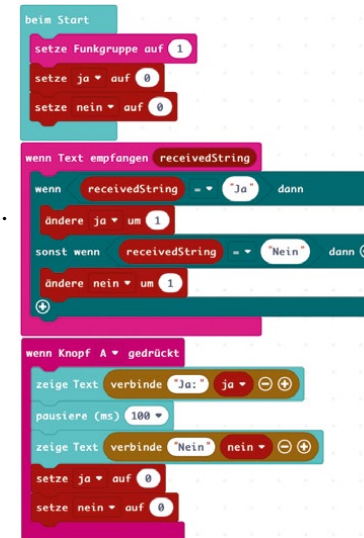 beim Start
setze Funkgruppe auf 1
setze ja auf 0
setze nein auf 0
wenn Text empfangen receivedString
wenn receivedString = "Ja" dann
ändere ja um 1
sonst wenn receivedString = "Nein" dann
ändere nein um 1
wenn Knopf A gedrückt
zeige Text verbinde "Ja:" ja
pausiere (ms) 100
zeige Text verbinde "Nein" nein
setze ja auf 0
setze nein auf 0